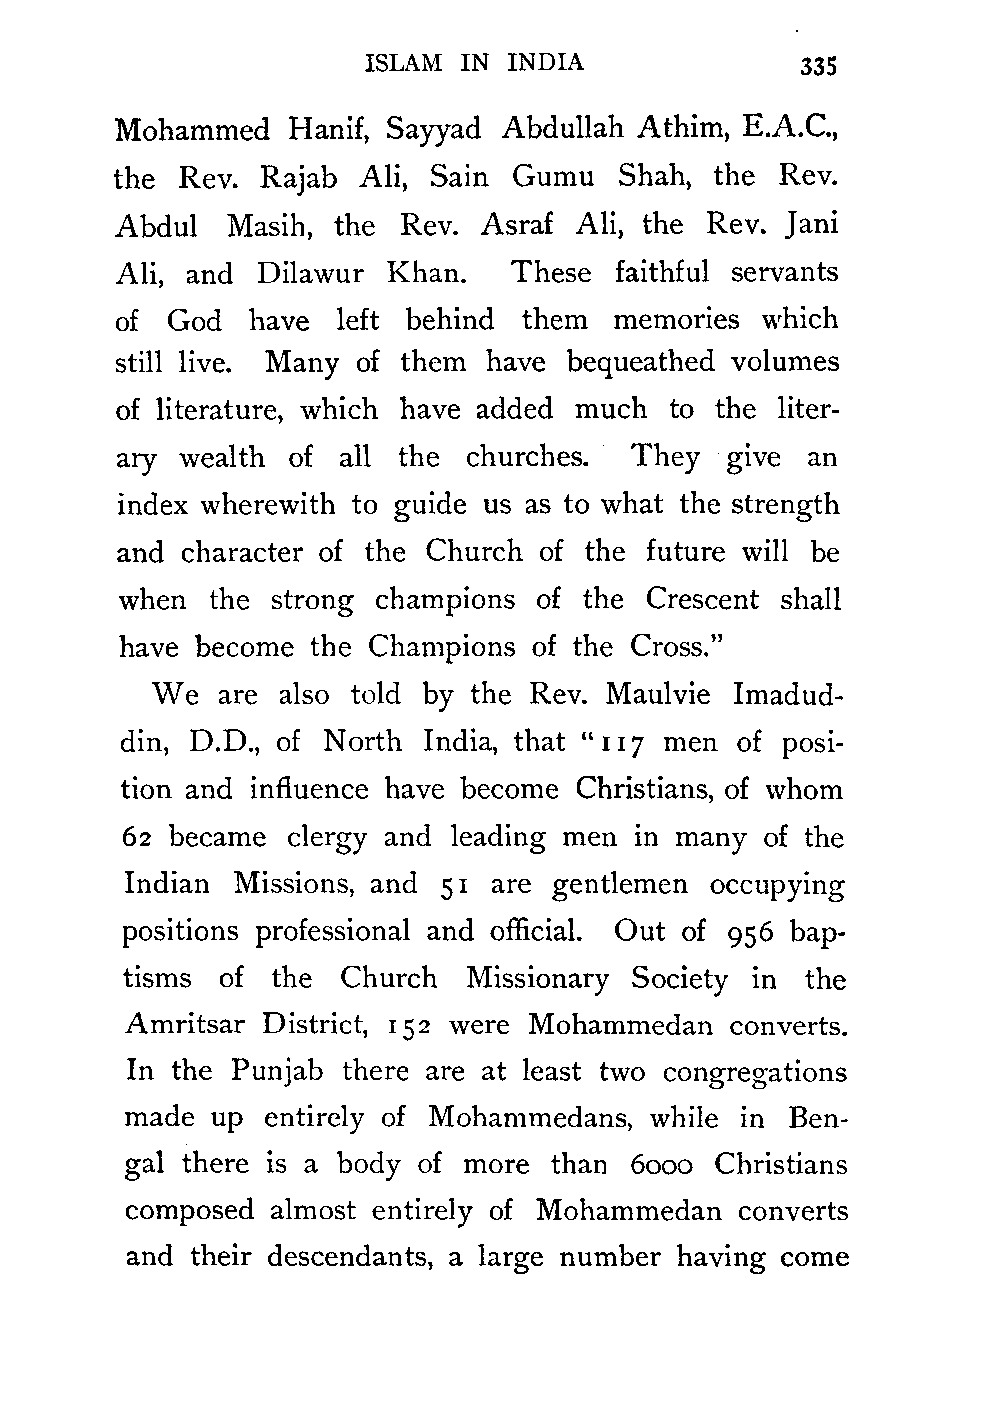 ISLAM IN INDIA 335
Mohammed Hanif, Sayyad Abdullah Athim, E.A.C.,
the Rev. Rajab Ali, Sain Gumu Shah, the Rev.
Abdul Masih, the Rev. Asraf Ali, the Rev. Jani
Ali, and Dilawur Khan. These faithful servants
of God have left behind them memories which
still live. Many of them have bequeathed volumes
of literature, which have added much to the liter-
ary wealth of all the churches. They give an
index wherewith to guide us as to what the strength
and character of the Church of the future will be
when the strong champions of the Crescent shall
have become the Champions of the Cross."
We are also told by the Rev. Maulvie Imadud-
din, D.D., of North India, that "117 men of posi-
tion and influence have become Christians, of whom
62 became clergy and leading men in many of the
Indian Missions, and 51 are gentlemen occupying
positions professional and official. Out of 956 bap-
tisms of the Church Missionary Society in the
Amritsar District, 152 were Mohammedan converts.
In the Punjab there are at least two congregations
made up entirely of Mohammedans, while in Ben-
gal there is a body of more than 6000 Christians
composed almost entirely of Mohammedan converts
and their descendants, a large number having come